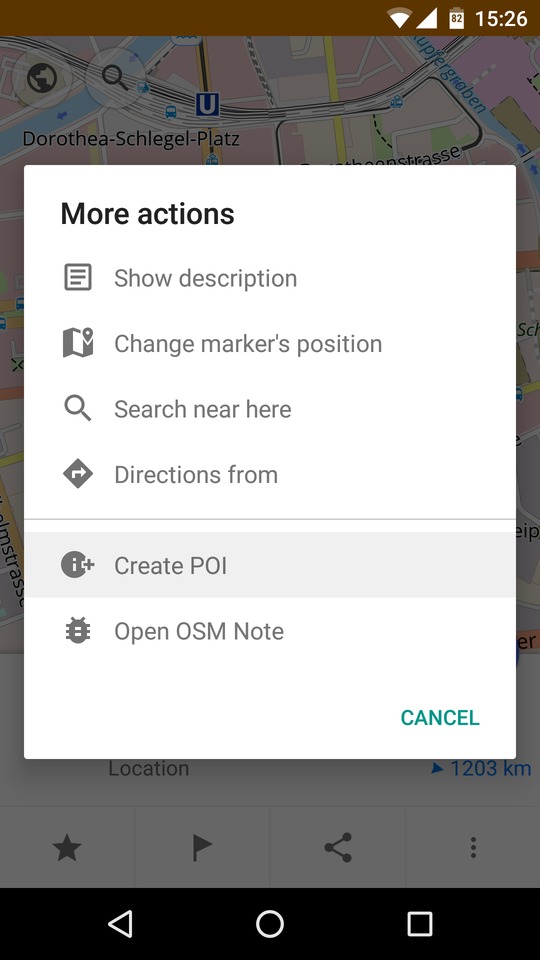 82 15:26
Kupfergraben
U
Dorothea-Schlegel-Platz
Dorotheenstrasse
More actions
Show description
Change marker's position
Search near here
Directions from
Create POI
Open OSM Note
CANCEL
Location
1203 km